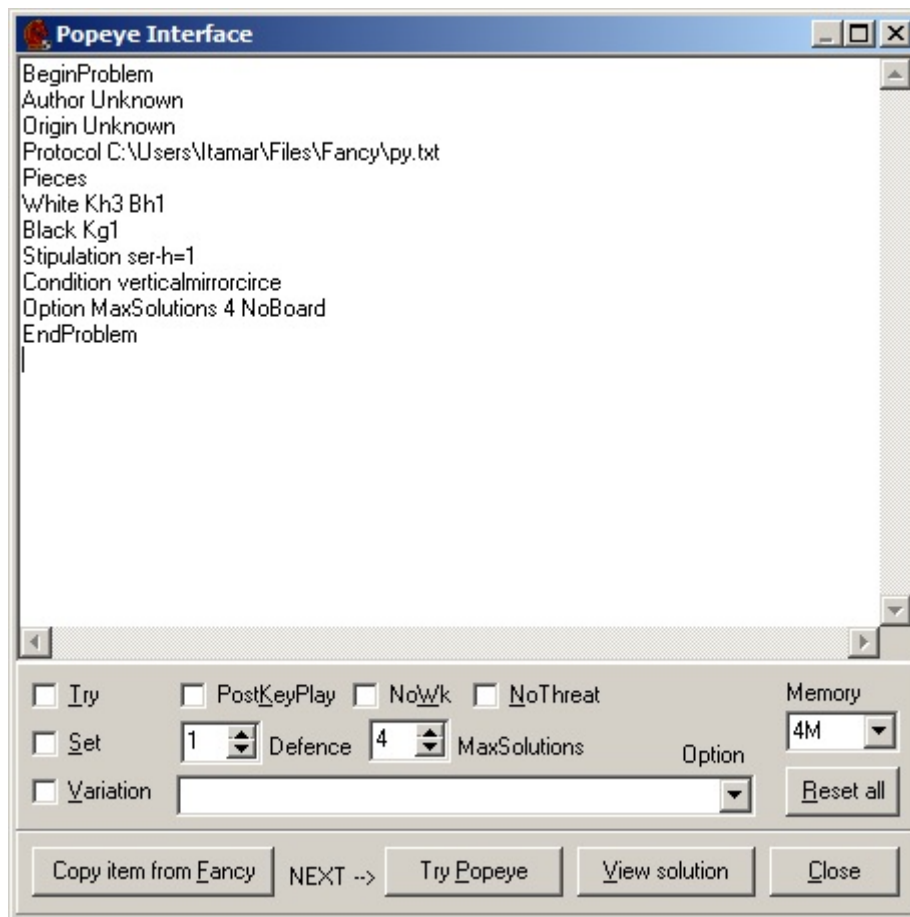 Popeye Interface
BeginProblem
Author Unknown
Origin Unknown
Protocol C:\Users\Itamar\Files\Fancy\py.txt
Pieces
White Kh3 Bh1
Black Kg1
Stipulation ser-h=1
Condition verticalmirrorcirce
Option MaxSolutions 4 NoBoard
EndProblem
Try PostKeyPlay NoWk NoThreat Memory
Set 1 Defence 4 MaxSolutions Option 4M
Variation Reset all
Copy item from Fancy NEXT --> Try Popeye View solution Close